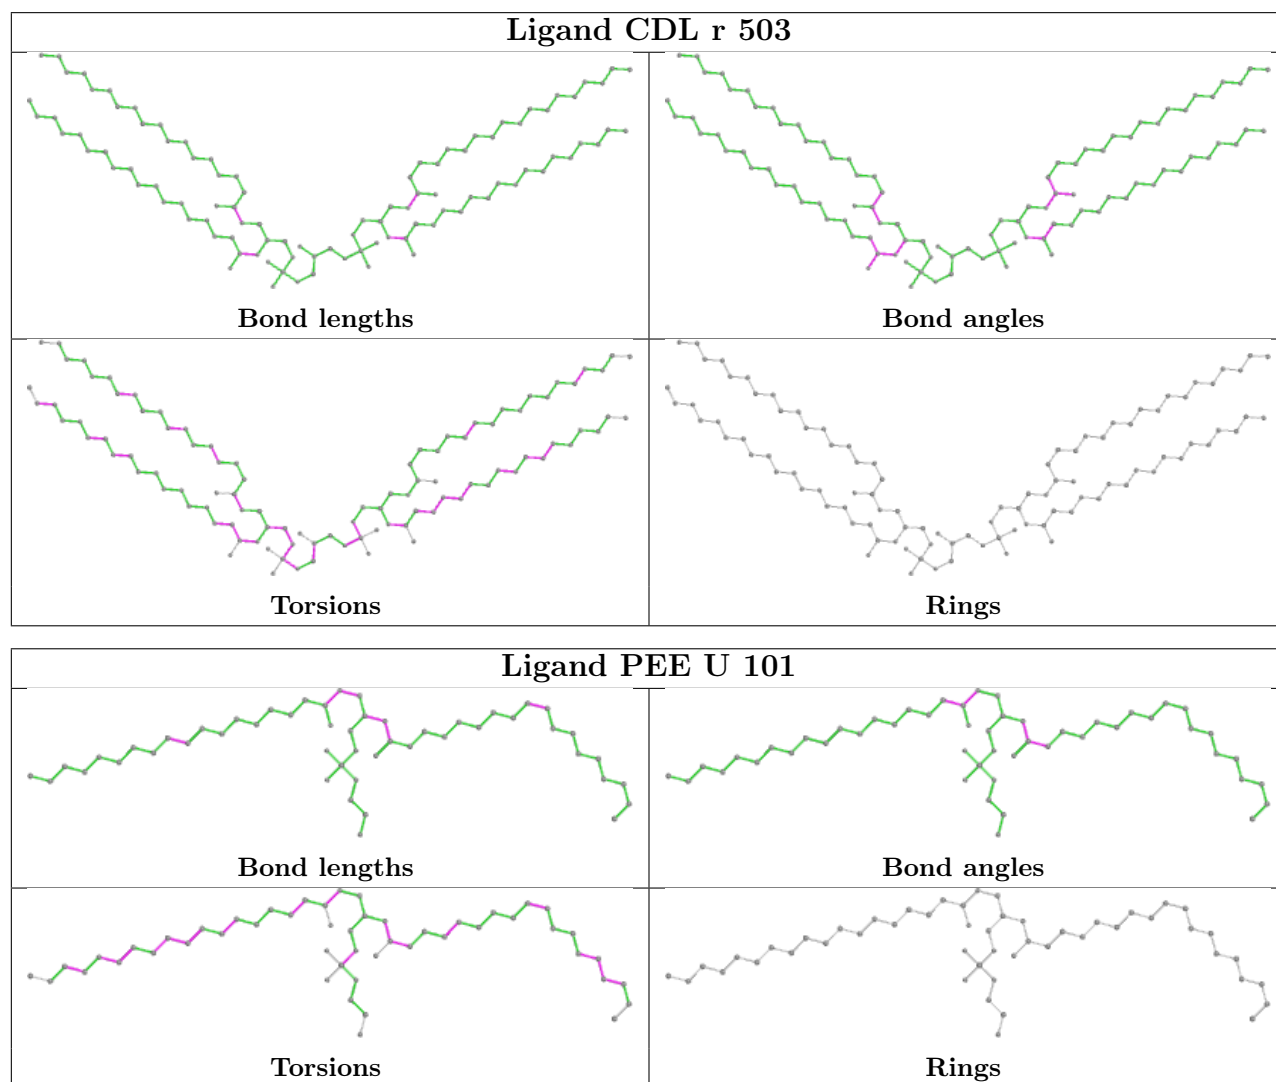 Ligand CDL r 503
Bond lengths
Bond angles
Torsions
Rings
Ligand PEE U 101
Bond lengths
Bond angles
Torsions
Rings